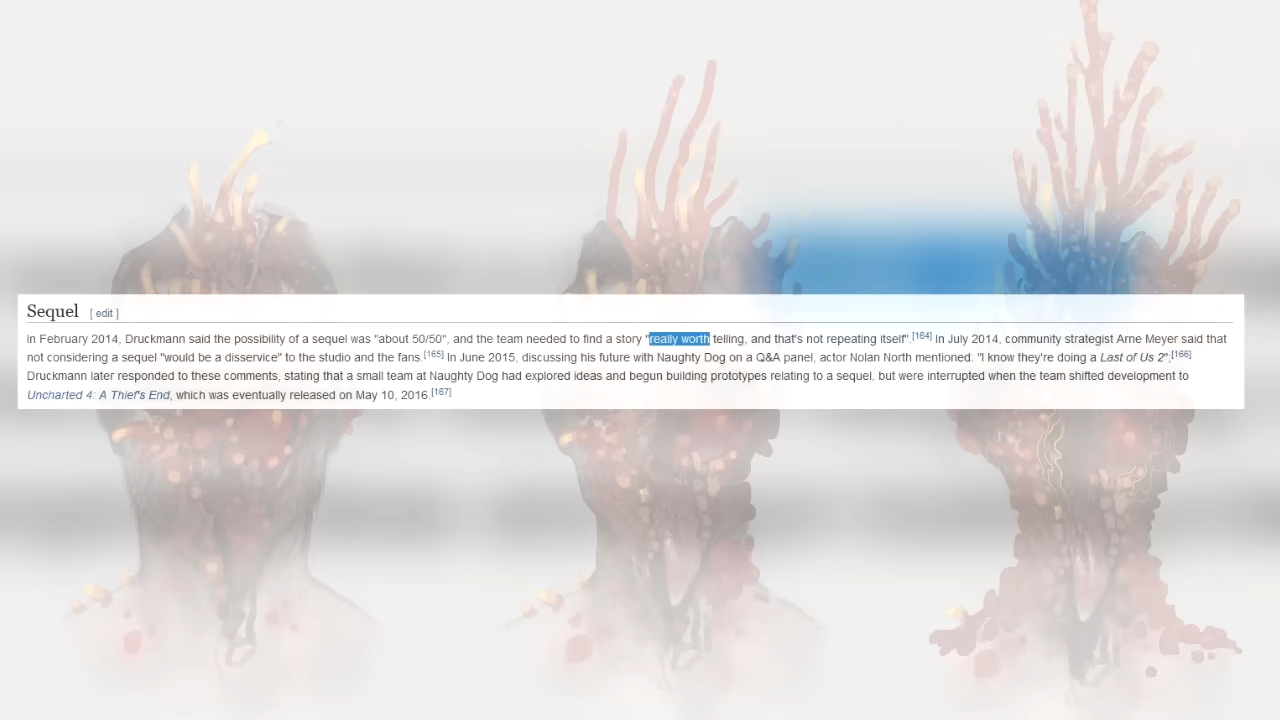 Sequel [ edit ]
In February 2014, Druckmann said the possibility of a sequel was "about 50/50", and the team needed to find a story "really worth telling, and that's not repeating itself".[164] In July 2014, community strategist Arne Meyer said that
not considering a sequel "would be a disservice" to the studio and the fans.[165] In June 2015, discussing his future with Naughty Dog on a Q&A panel, actor Nolan North mentioned: "I know they're doing a Last of Us 2";[166]
Druckmann later responded to these comments, stating that a small team at Naughty Dog had explored ideas and begun building prototypes relating to a sequel, but were interrupted when the team shifted development to
Uncharted 4: A Thief's End, which was eventually released on May 10, 2016.[167]